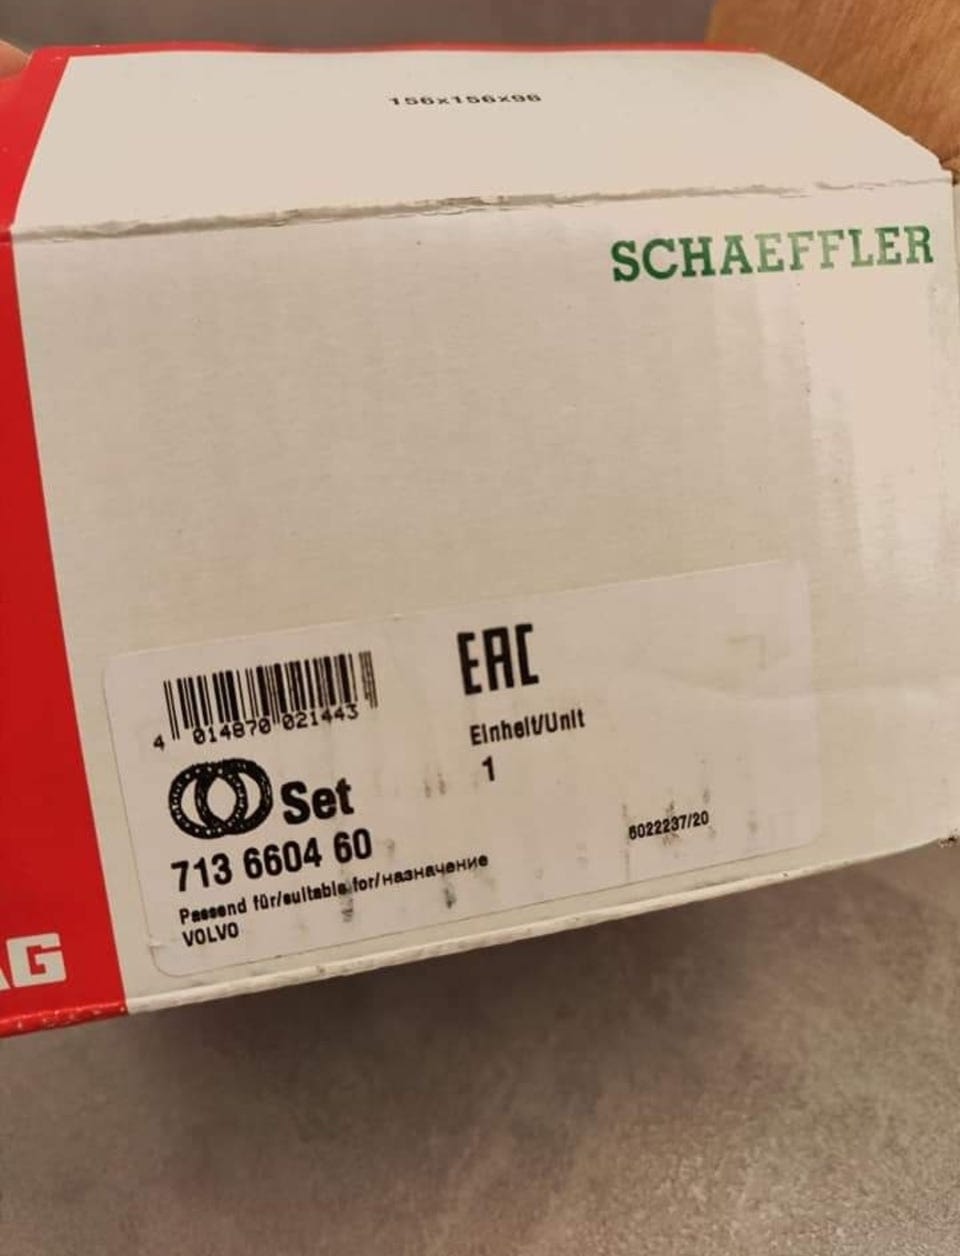 156x156x96
SCHAEFFLER
EAC
4 014870 021443
Einheit/Unit
1
Set
713 6604 60
6022237/20
Passend für/suitable for/назначение
VOLVO
AG